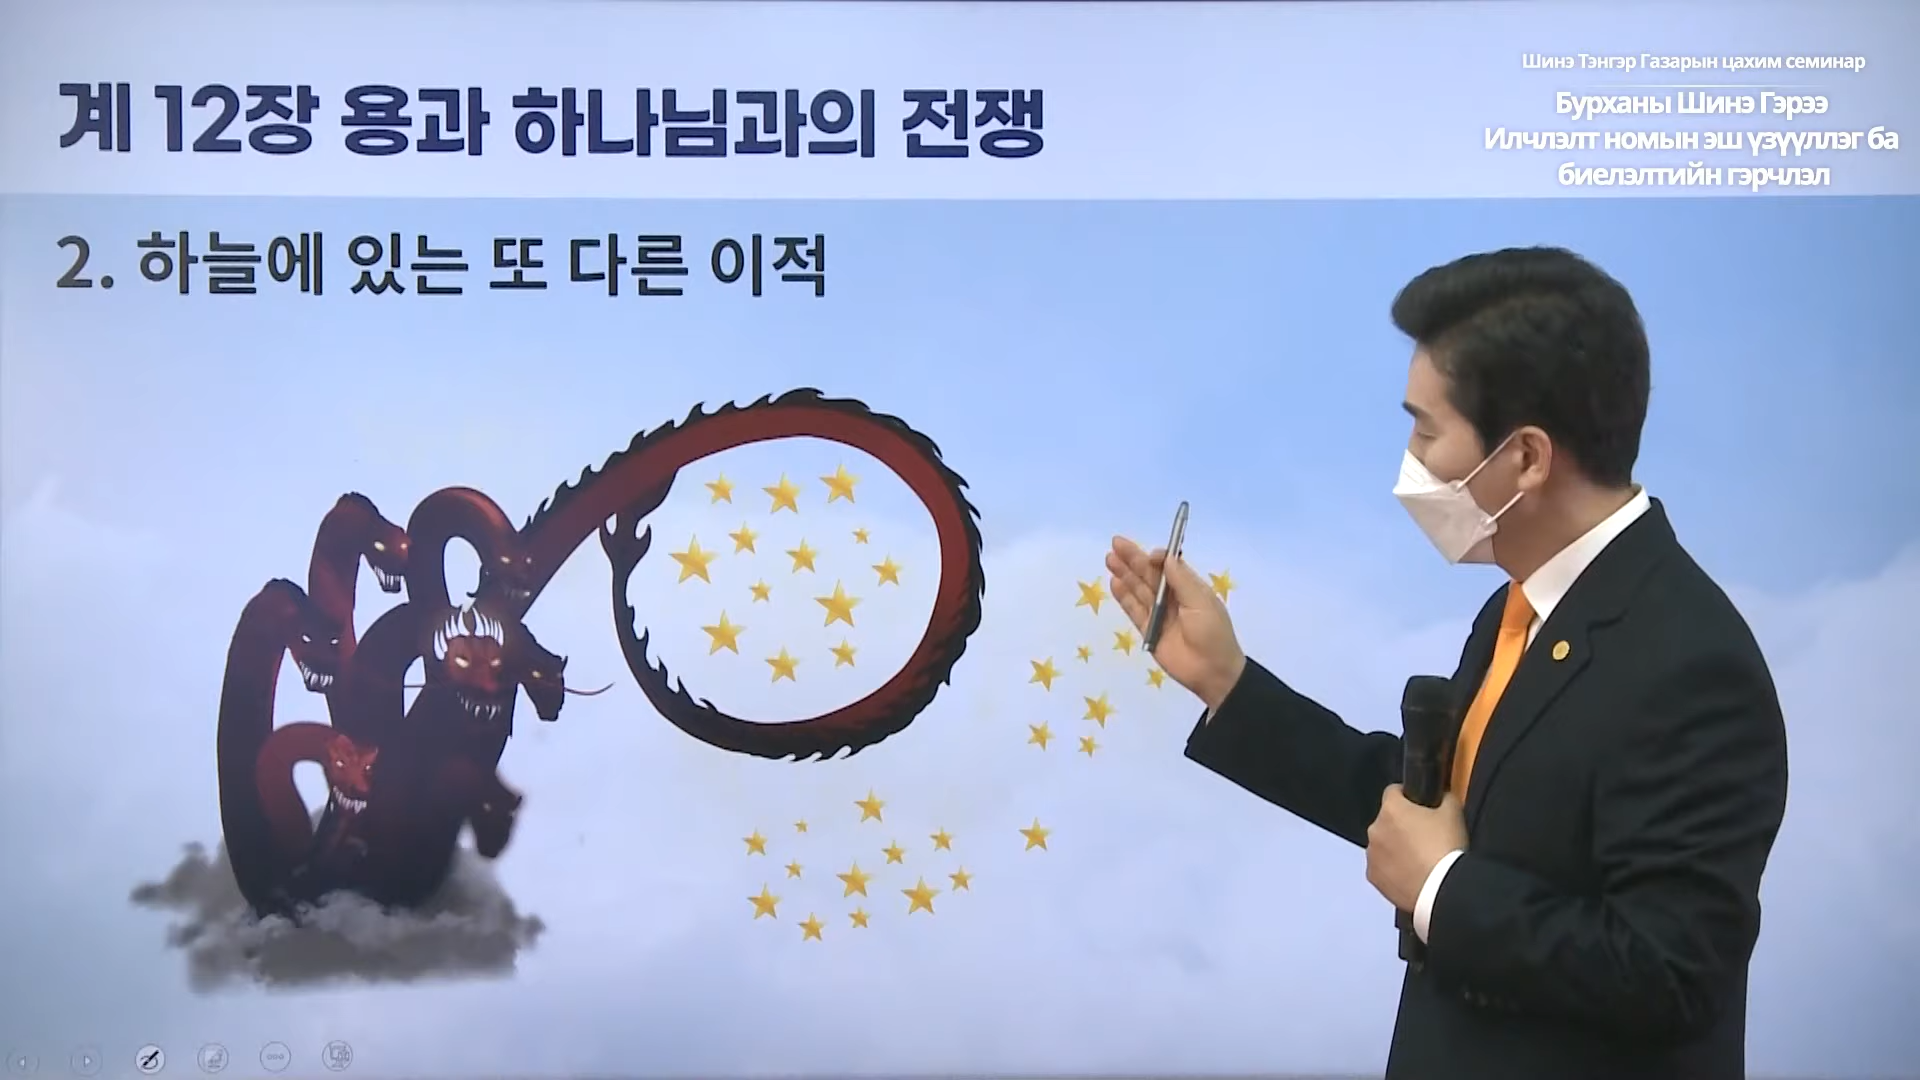 계 12장 용과 하나님과의 전쟁
2. 하늘에 있는 또 다른 이적
Шинэ Тэнгэр Газарын цахим семинар
Бурханы Шинэ Гэрээ
Илчлэлт номын эш үзүүллэг ба
биелэлтийн гэрчлэл